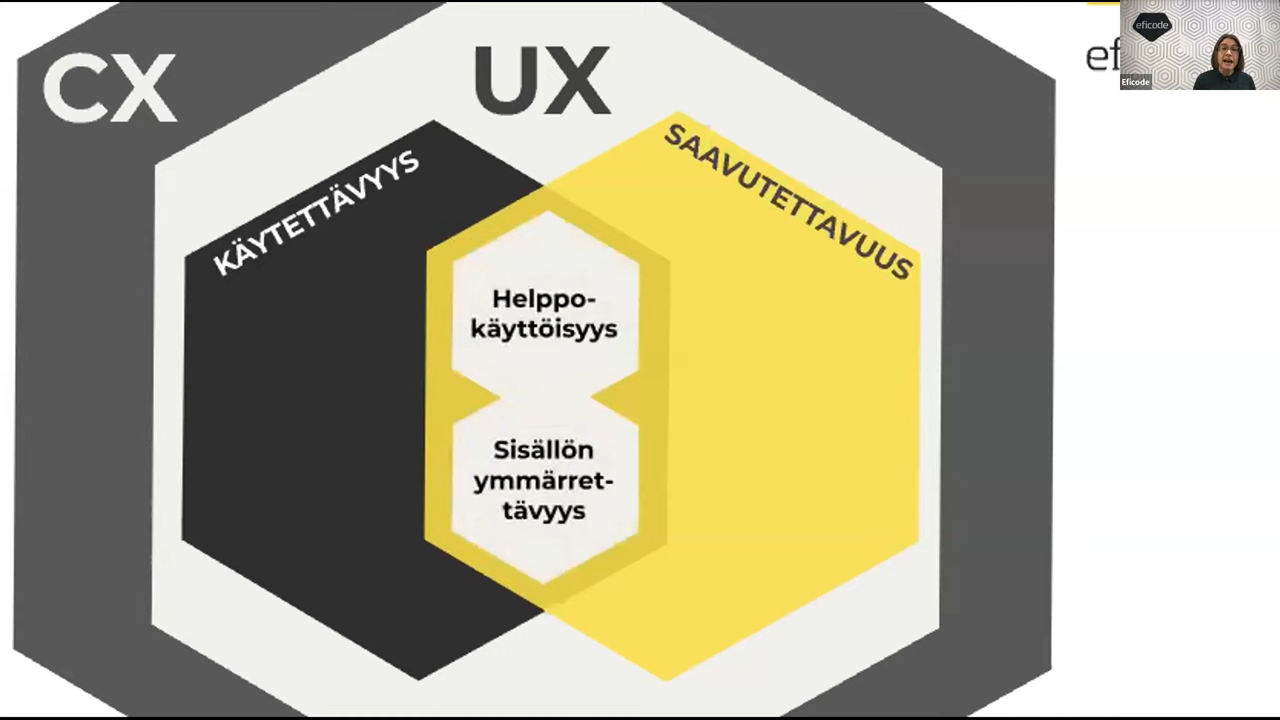 CX
UX
ef
eficode
Eficode
KÄYTETTÄVYYS
SAAVUTETTAVUUS
Helppo-
käyttöisyys
Sisällön
ymmärret-
tävyys